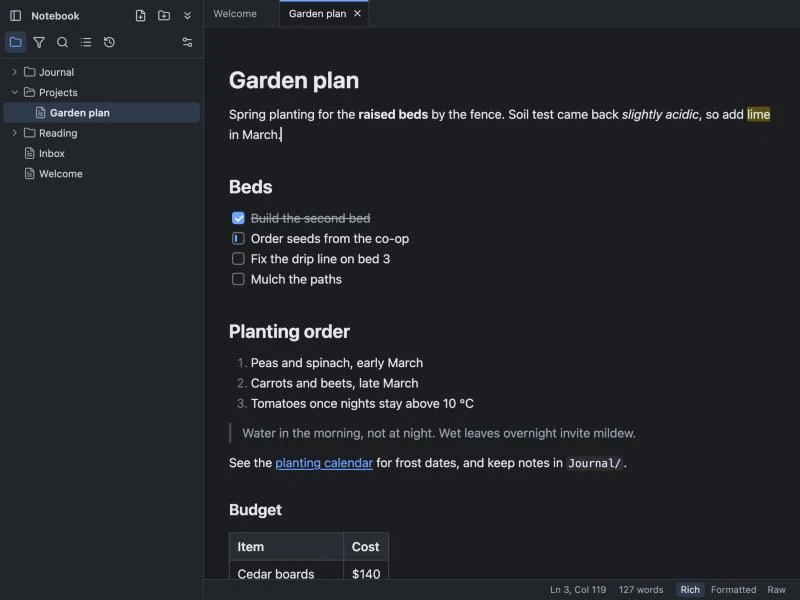 Notebook
Welcome
Garden plan
Journal
Projects
Garden plan
Reading
Inbox
Welcome
Garden plan
Spring planting for the raised beds by the fence. Soil test came back slightly acidic, so add lime
in March.
Beds
Build the second bed
Order seeds from the co-op
Fix the drip line on bed 3
Mulch the paths
Planting order
1. Peas and spinach, early March
2. Carrots and beets, late March
3. Tomatoes once nights stay above 10 °C
Water in the morning, not at night. Wet leaves overnight invite mildew.
See the planting calendar for frost dates, and keep notes in Journal/.
Budget
Item Cost
Cedar boards $140
Ln 3, Col 119 127 words Rich Formatted Raw